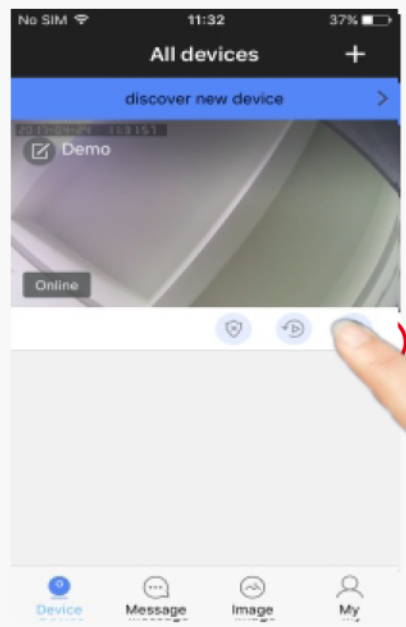 No SIM 11:32 37%
All devices +
discover new device >
Demo
Online
Device Message Image My